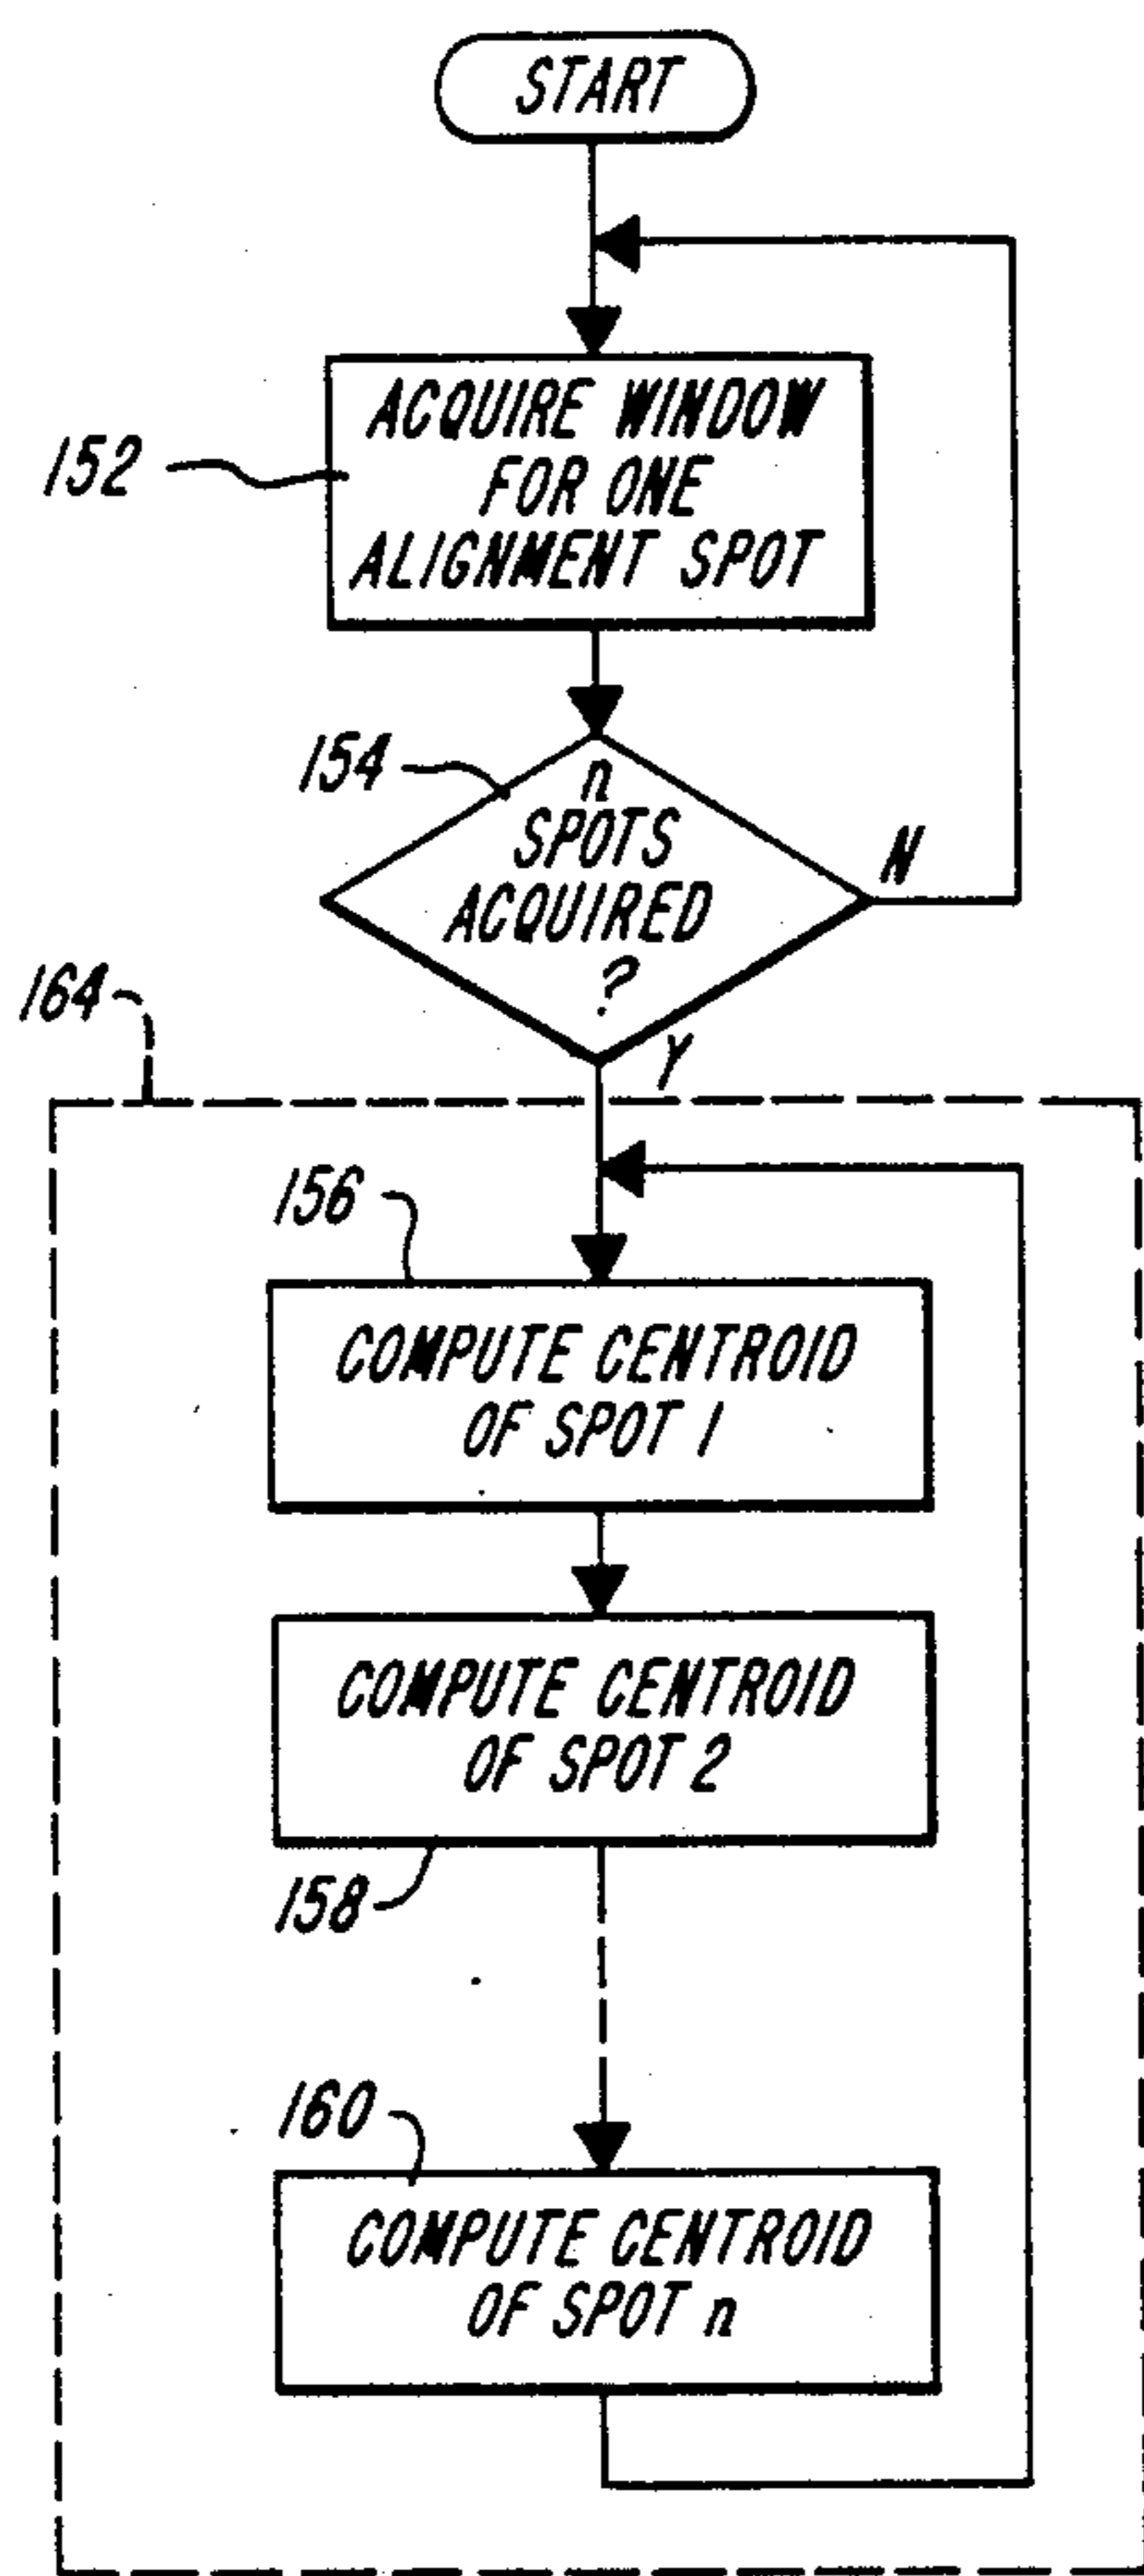 START
152
ACQUIRE WINDOW
FOR ONE
ALIGNMENT SPOT
154
n
SPOTS
ACQUIRED
?
N
Y
164
156
COMPUTE CENTROID
OF SPOT 1
COMPUTE CENTROID
OF SPOT 2
158
160
COMPUTE CENTROID
OF SPOT n